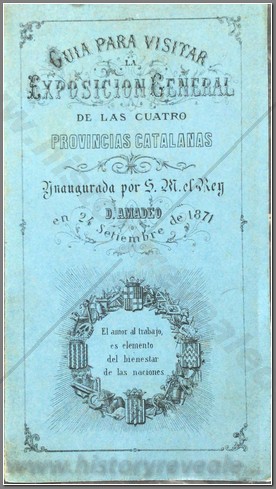 GUIA PARA VISITAR
LA
EXPOSICION GENERAL
DE LAS CUATRO
PROVINCIAS CATALANAS
Ynaugurada por S. M. el Rey
D. AMADEO
en 24 Setiembre de 1871
El amor al trabajo,
es elemento
del bienestar
de las naciones
www.historyreveale